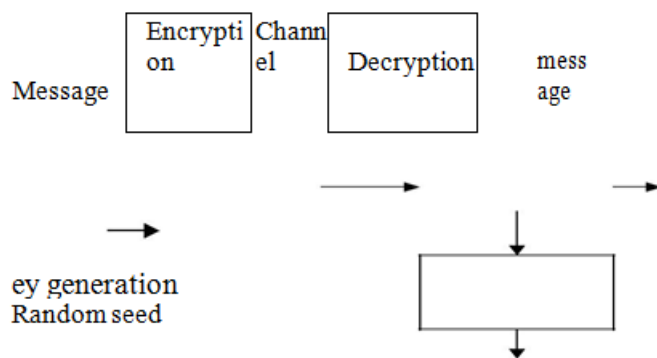 Message
Encrypti
on
Chann
el
Decryption
mess
age
ey generation
Random seed